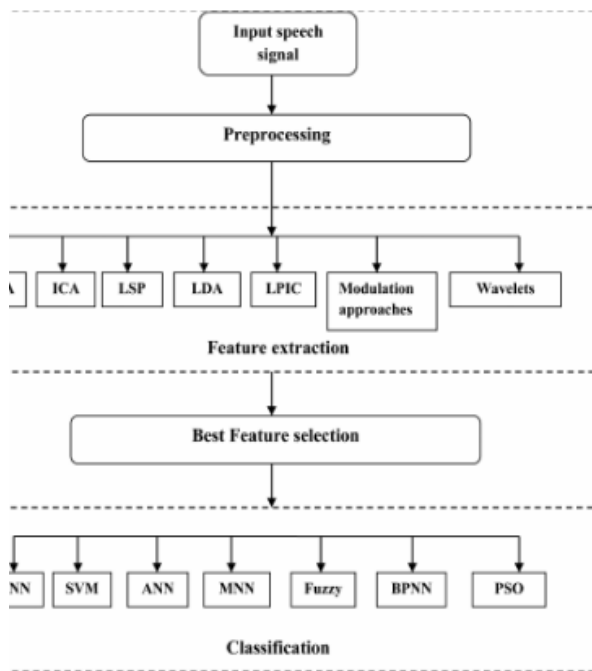 Input speech
signal
Preprocessing
ICA LSP LDA LPIC Modulation
approaches Wavelets
Feature extraction
Best Feature selection
NN SVM ANN MNN Fuzzy BPNN PSO
Classification